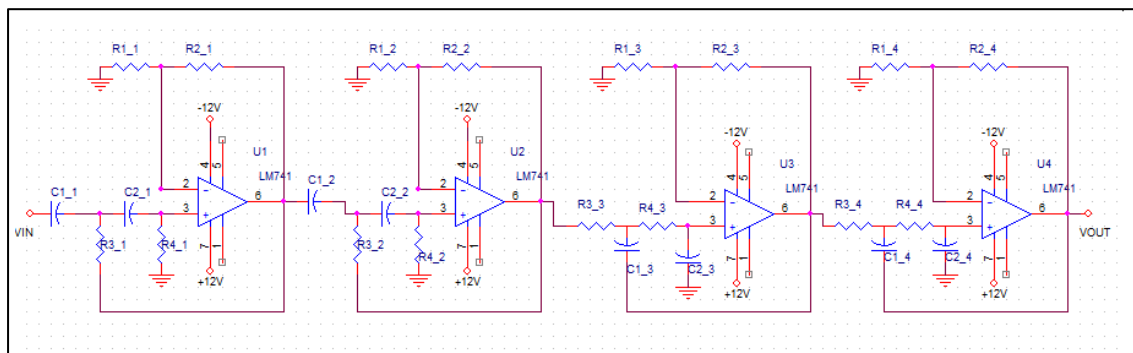 R1_1 R2_1 R1_2 R2_2 R1_3 R2_3 R1_4 R2_4
-12V -12V -12V -12V
4 5 U1 4 5 U2 4 5 U3 4 5 U4
C1_1 C2_1 2 - LM741 C1_2 C2_2 2 - LM741 2 - LM741 2 - LM741
VIN 3 + 6 3 + 6 R3_3 R4_3 3 + 6 R3_4 R4_4 3 + 6 VOUT
R3_1 R4_1 7 1 R3_2 R4_2 7 1 C1_3 C2_3 7 1 C1_4 C2_4 7 1
+12V +12V +12V +12V